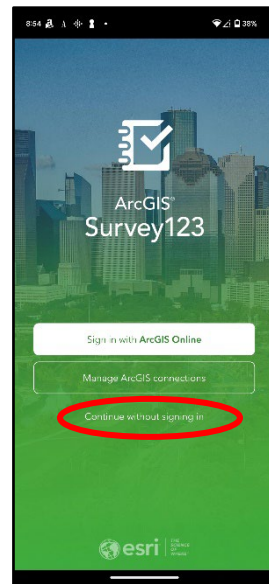 8:54 38%
ArcGIS®
Survey123
Sign in with ArcGIS Online
Manage ArcGIS connections
Continue without signing in
esri THE SCIENCE OF WHERE™